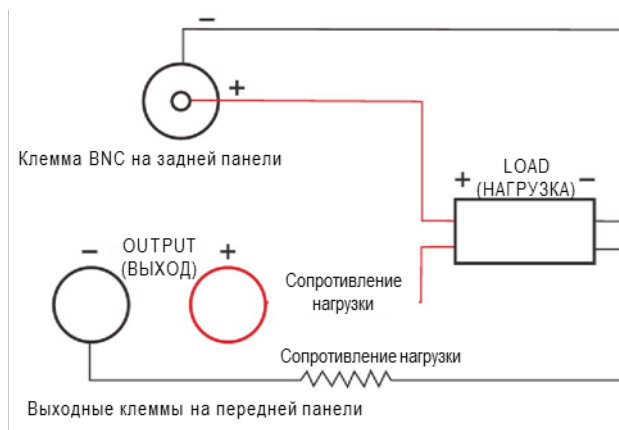 −
+
Клемма BNC на задней панели
LOAD
+ (НАГРУЗКА) −
− OUTPUT +
(ВЫХОД)
Сопротивление
нагрузки
Сопротивление нагрузки
Выходные клеммы на передней панели